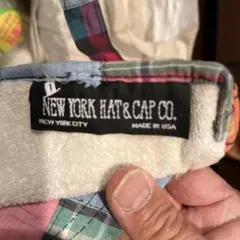 NEW YORK HAT & CAP CO.
NEW YORK CITY MADE IN USA